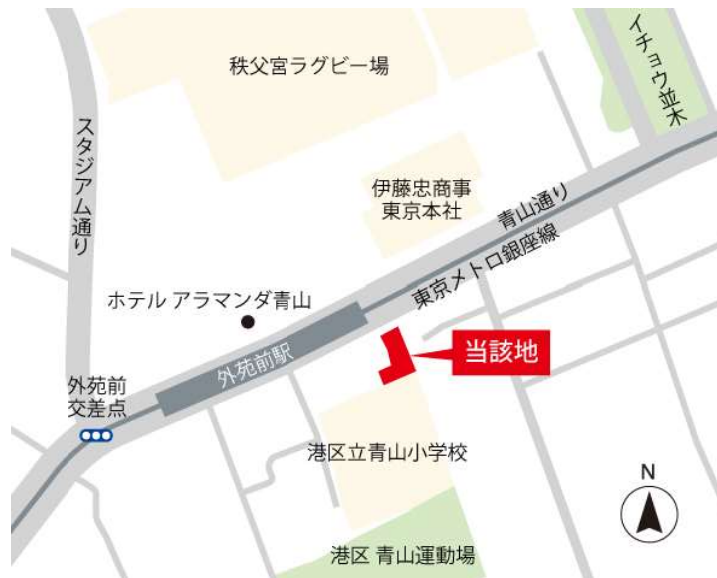 秩父宮ラグビー場
イチョウ並木
スタジアム通り
伊藤忠商事
東京本社
青山通り
東京メトロ銀座線
ホテル アラマンダ青山
外苑前駅
当該地
外苑前
交差点
港区立青山小学校
N
港区 青山運動場